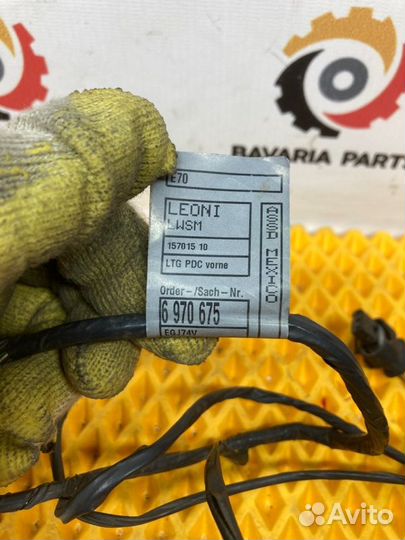 BAVARIA PARTS
E70
LEONI
LWSM
157015 10
LTG PDC vorne
ASSD MEXICO
Order-/Sach-Nr.
6 970 675
EGJ74V
Avito